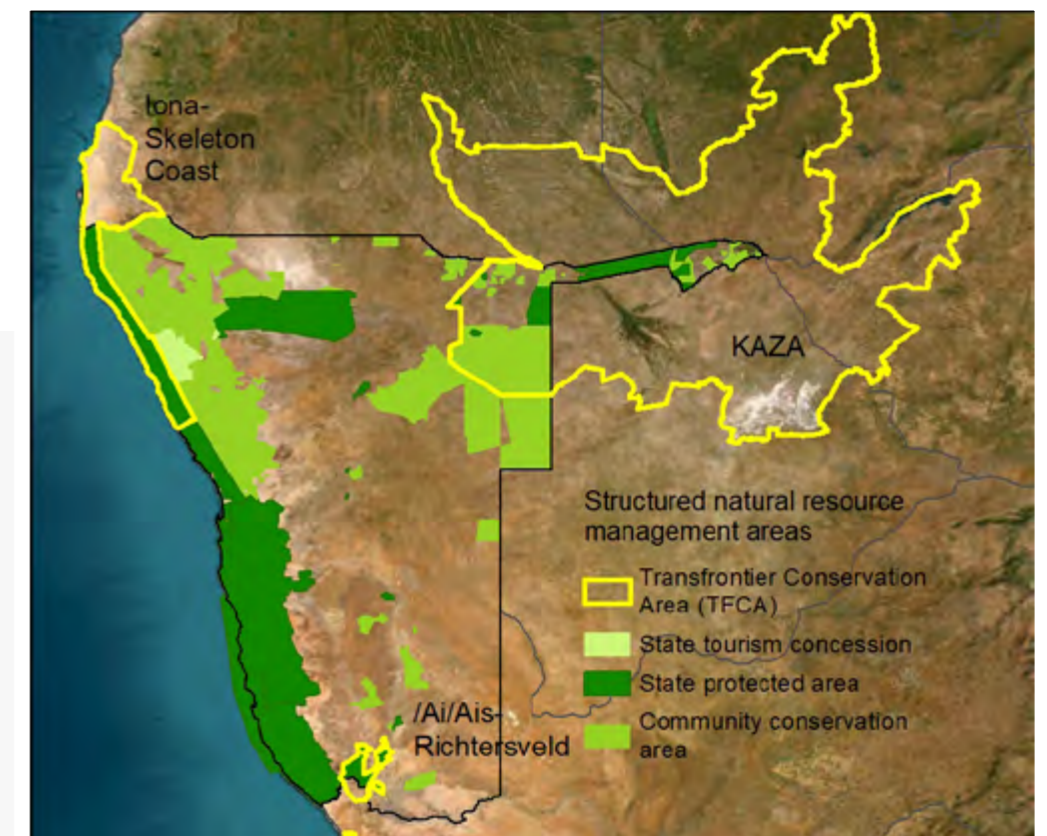 Iona-
Skeleton
Coast
KAZA
Structured natural resource
management areas
Transfrontier Conservation
Area (TFCA)
State tourism concession
State protected area
Community conservation
area
/Ai/Ais-
Richtersveld